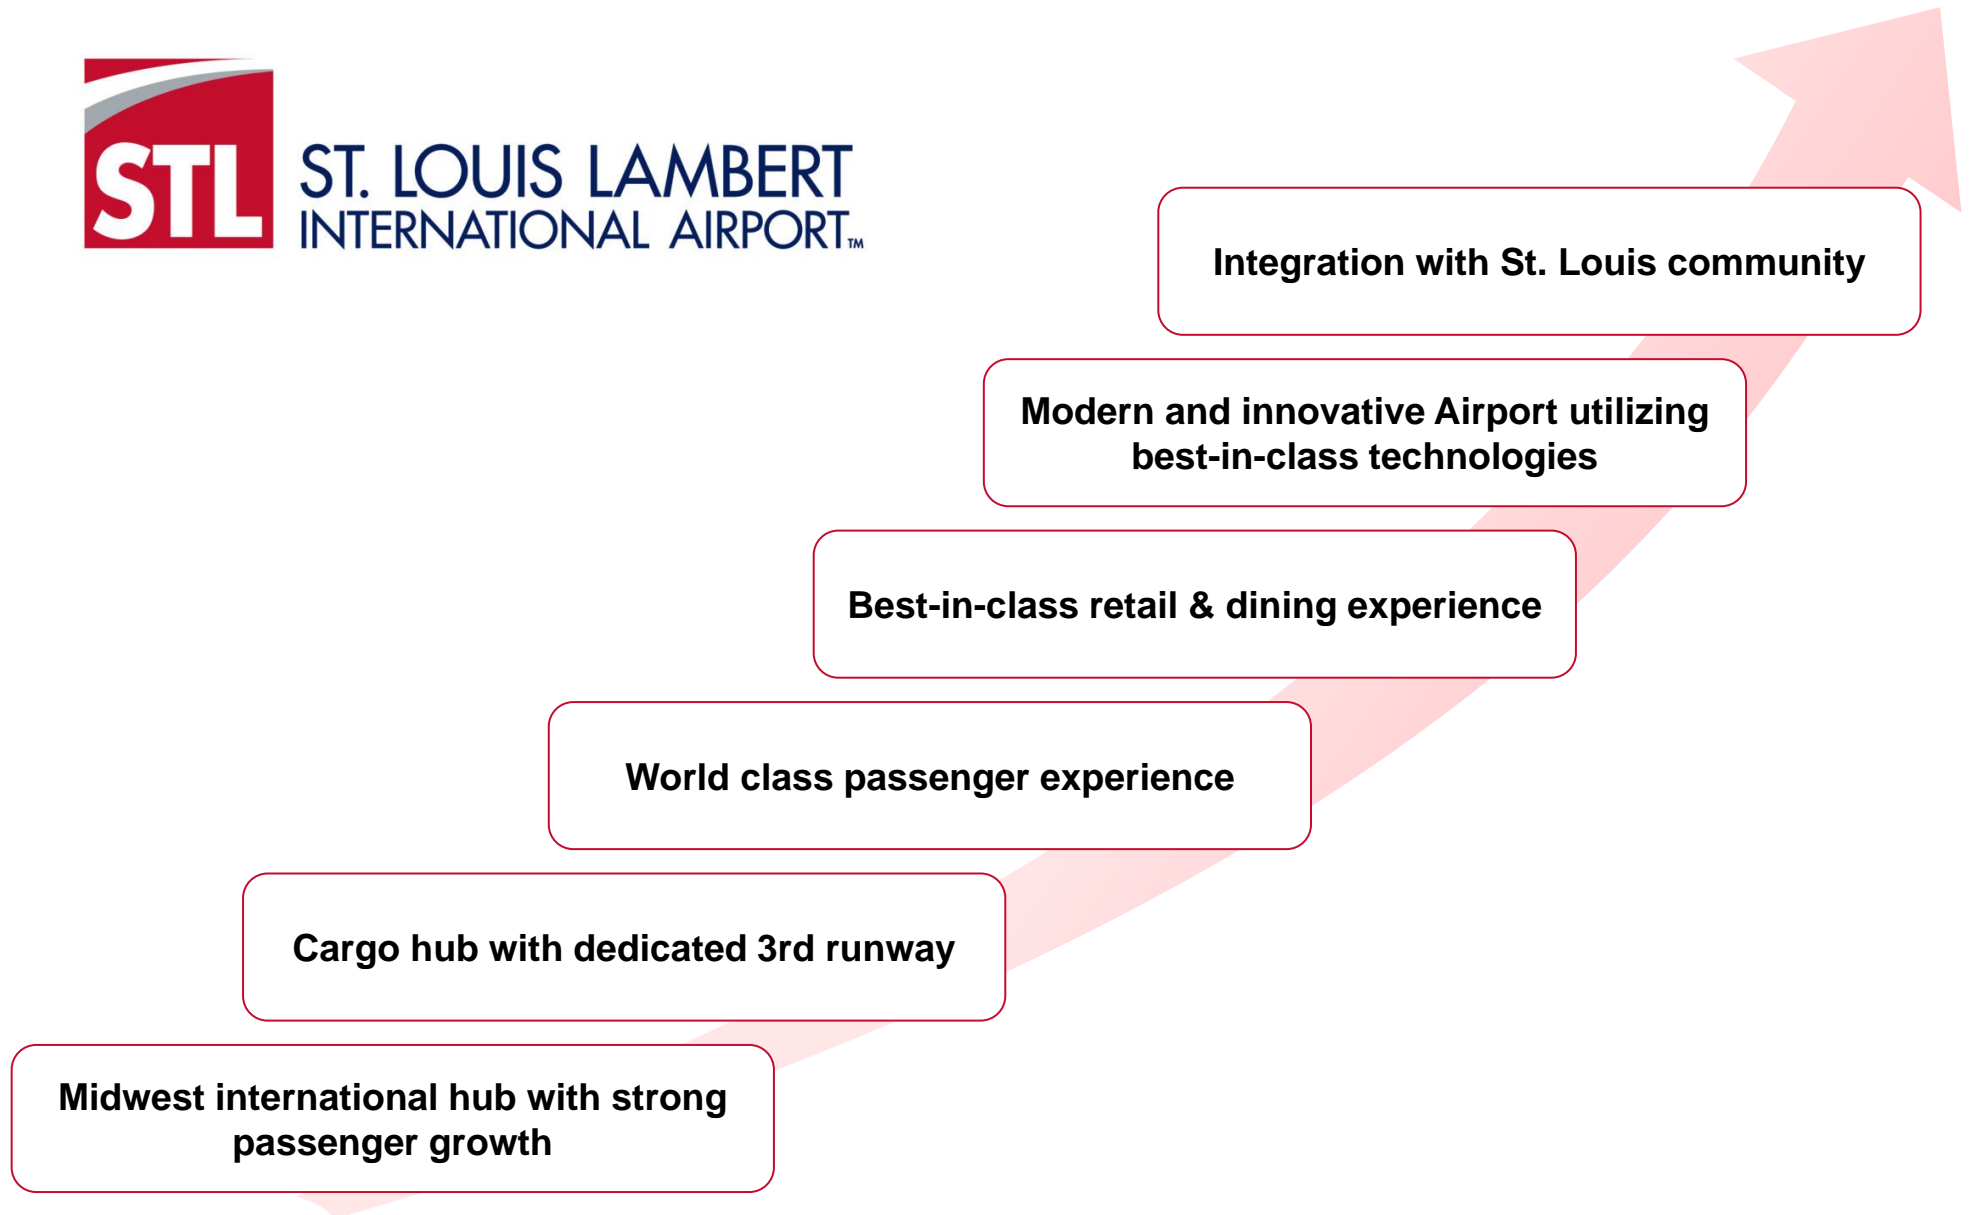 STL
ST. LOUIS LAMBERT
INTERNATIONAL AIRPORT™
Integration with St. Louis community
Modern and innovative Airport utilizing
best-in-class technologies
Best-in-class retail & dining experience
World class passenger experience
Cargo hub with dedicated 3rd runway
Midwest international hub with strong
passenger growth